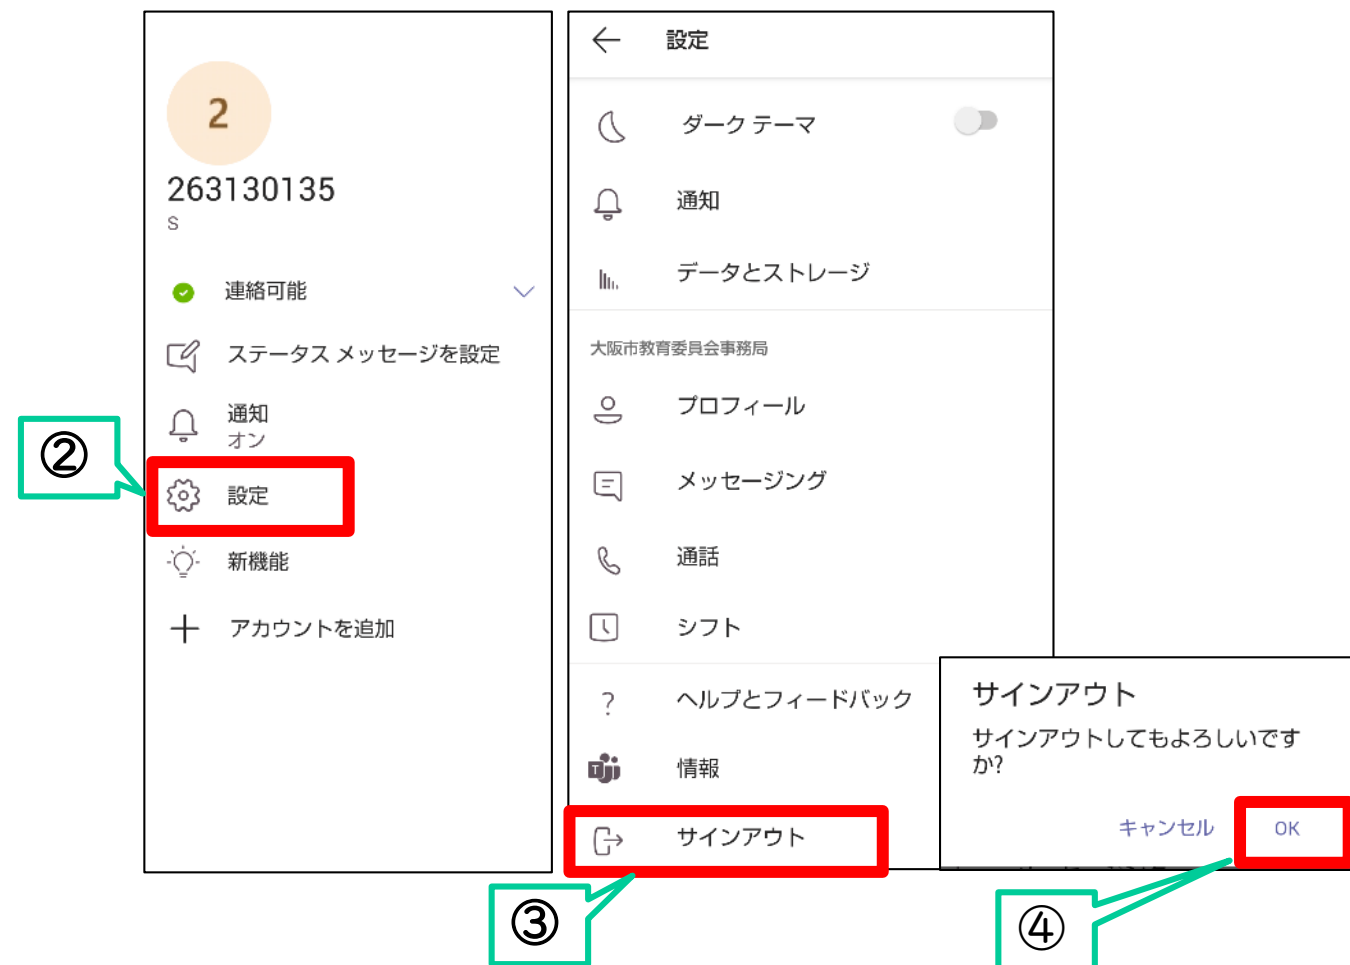 2
263130135
S
連絡可能
ステータス メッセージを設定
通知
オン
②
設定
新機能
アカウントを追加
設定
ダーク テーマ
通知
データとストレージ
大阪市教育委員会事務局
プロフィール
メッセージング
通話
シフト
ヘルプとフィードバック
情報
サインアウト
③
サインアウト
サインアウトしてもよろしいです
か?
キャンセル
OK
④